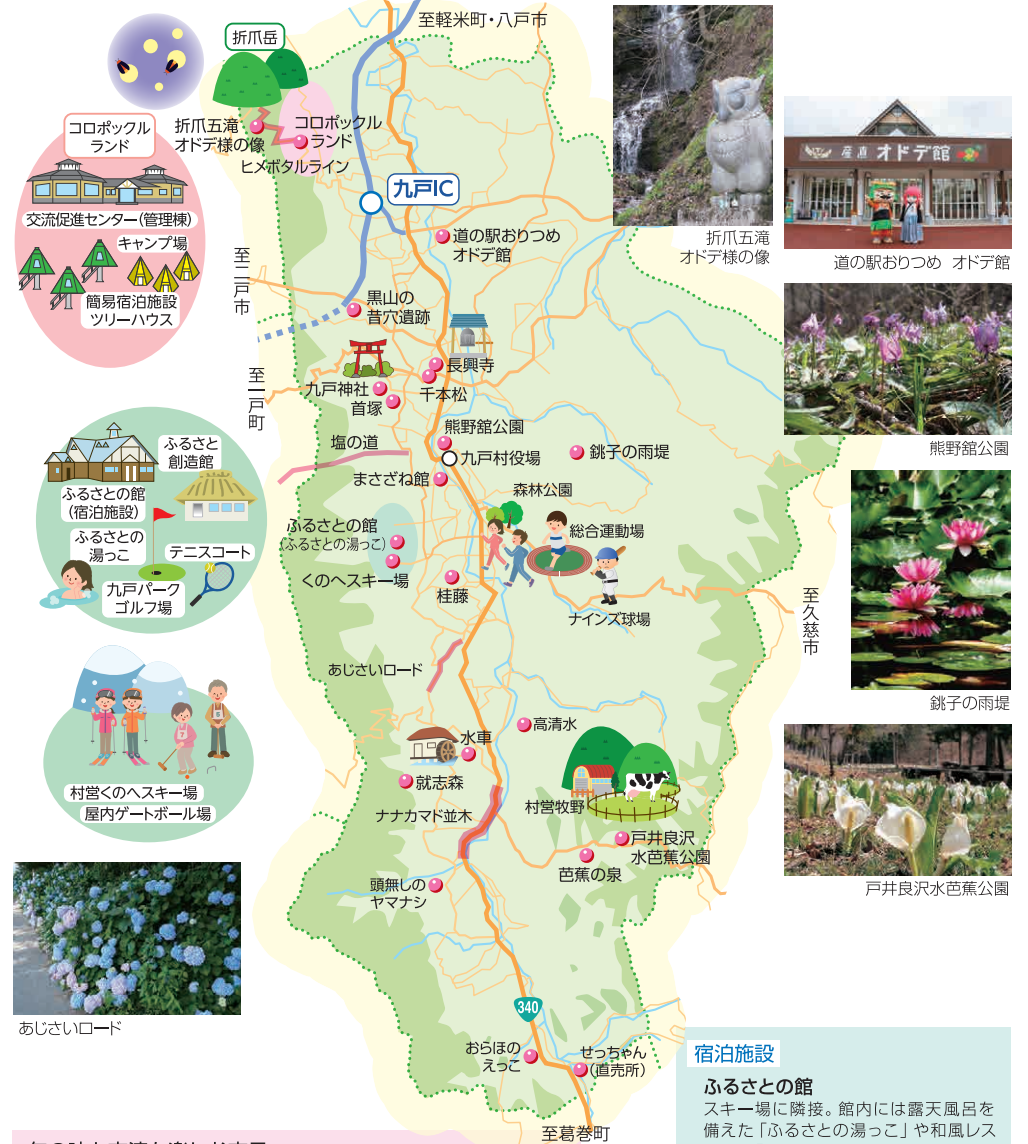 至軽米町・八戸市
折爪岳
コロポックル
ランド
折爪五滝
オドデ様の像
コロポックル
ランド
ヒメボタルライン
九戸IC
交流促進センター(管理棟)
キャンプ場
簡易宿泊施設
ツリーハウス
道の駅おりつめ
オドデ館
産直 オドデ館
折爪五滝
オドデ様の像
道の駅おりつめ オドデ館
至二戸市
黒山の
昔穴遺跡
至一戸町
長興寺
九戸神社
千本松
首塚
熊野舘公園
熊野舘公園
塩の道
九戸村役場
銚子の雨堤
まさざね館
森林公園
ふるさと
創造館
ふるさとの館
(宿泊施設)
ふるさとの
湯っこ
テニスコート
九戸パーク
ゴルフ場
ふるさとの館
(ふるさとの湯っこ)
総合運動場
くのへスキー場
桂藤
ナインズ球場
至久慈市
あじさいロード
銚子の雨堤
高清水
水車
就志森
村営くのへスキー場
屋内ゲートボール場
ナナカマド並木
村営牧野
戸井良沢
水芭蕉公園
芭蕉の泉
頭無しの
ヤマナシ
戸井良沢水芭蕉公園
あじさいロード
340
おらほの
えっこ
せっちゃん
(直売所)
至葛巻町
宿泊施設
ふるさとの館
スキー場に隣接。館内には露天風呂を
備えた「ふるさとの湯っこ」や和風レス